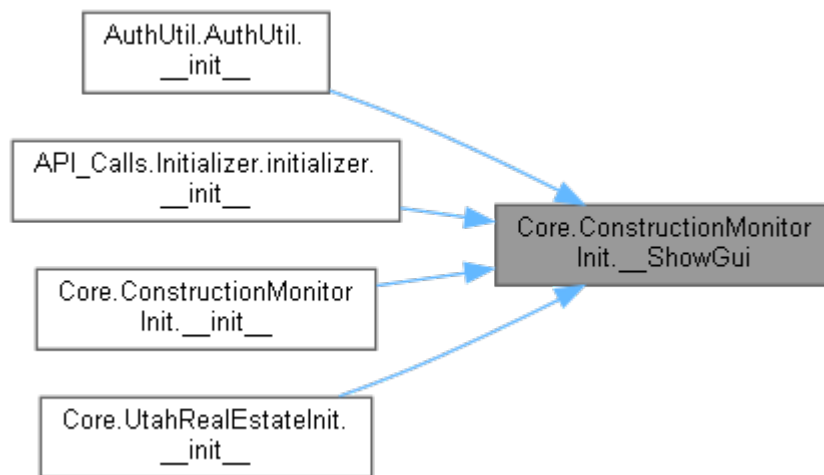 AuthUtil.AuthUtil.
__init__
API_Calls.Initializer.initializer.
__init__
Core.ConstructionMonitor
Init.__ShowGui
Core.ConstructionMonitor
Init.__init__
Core.UtahRealEstateInit.
__init__